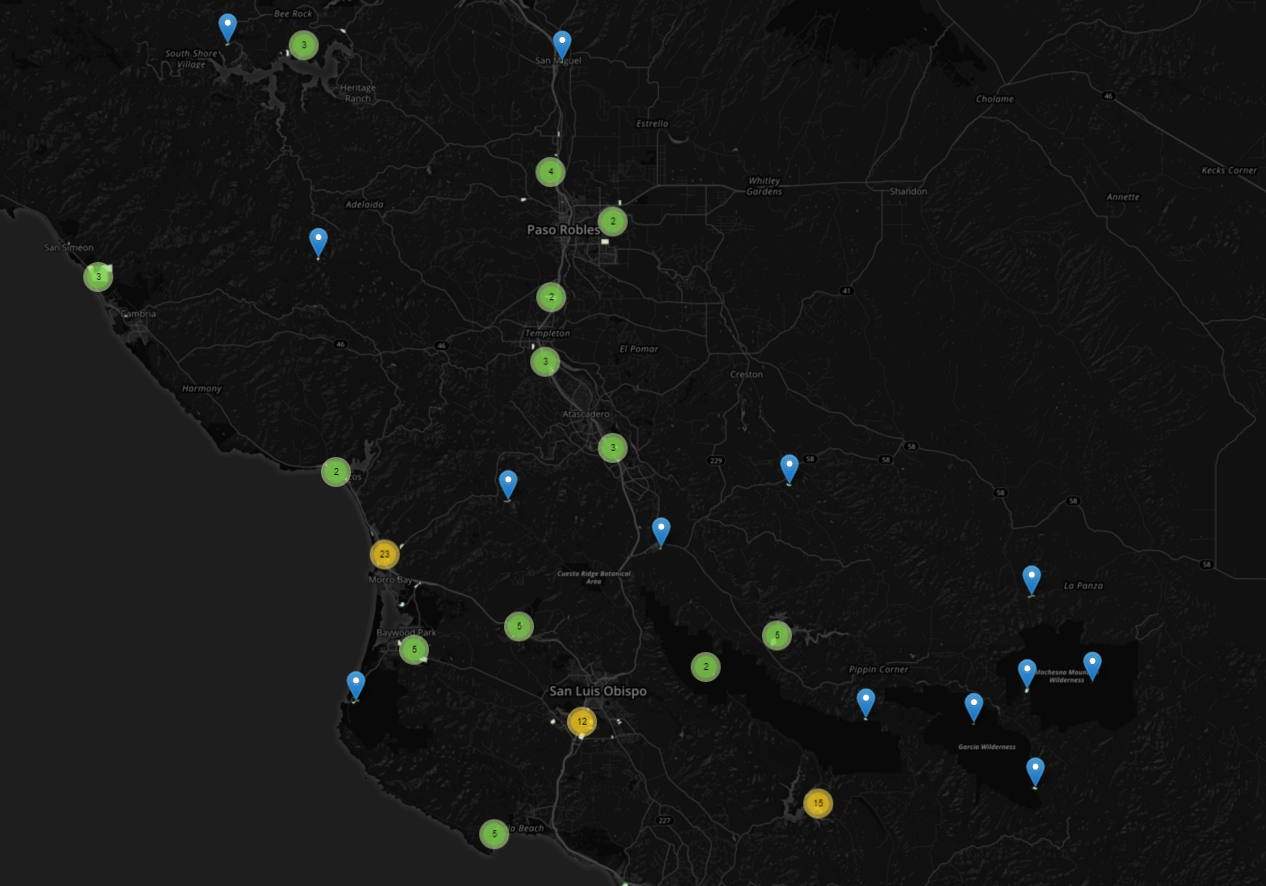 Bee Rock
South Shore
Village
3
San Miguel
Heritage
Ranch
Cholame
46
Estrella
4
Kecks Corner
Whitley
Gardens
Shandon
Annette
Adelaida
2
Paso Robles
San Simeon
3
41
2
Cambria
Templeton
46
46
El Pomar
3
Creston
Harmony
Atascadero
3
58
229
58
58
2
58
58
23
Morro Bay
Cuesta Ridge Botanical
Area
58
La Panza
5
Baywood Park
5
2
Pippin Corner
Machesna Mountain
Wilderness
San Luis Obispo
12
Garcia Wilderness
15
227
5
Beach